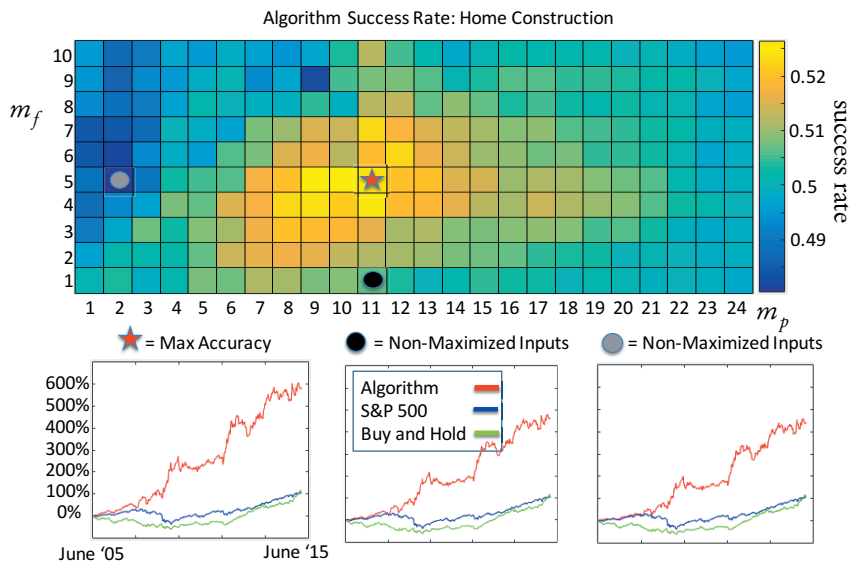 Algorithm Success Rate: Home Construction
10
9
8
7
6
5
4
3
2
1
m_f
1 2 3 4 5 6 7 8 9 10 11 12 13 14 15 16 17 18 19 20 21 22 23 24
m_p
0.52
0.51
0.5
0.49
success rate
= Max Accuracy
= Non-Maximized Inputs
= Non-Maximized Inputs
600%
500%
400%
300%
200%
100%
0%
June '05
June '15
Algorithm
S&P 500
Buy and Hold